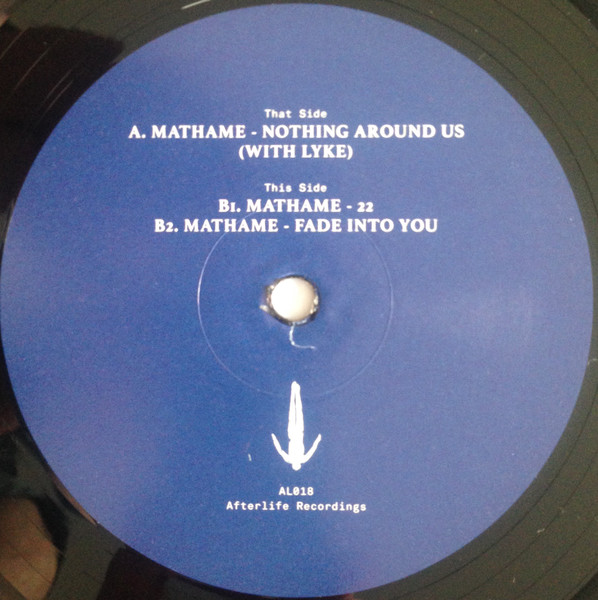 That Side
A. MATHAME - NOTHING AROUND US
(WITH LYKE)
This Side
B1. MATHAME - 22
B2. MATHAME - FADE INTO YOU
AL018
Afterlife Recordings